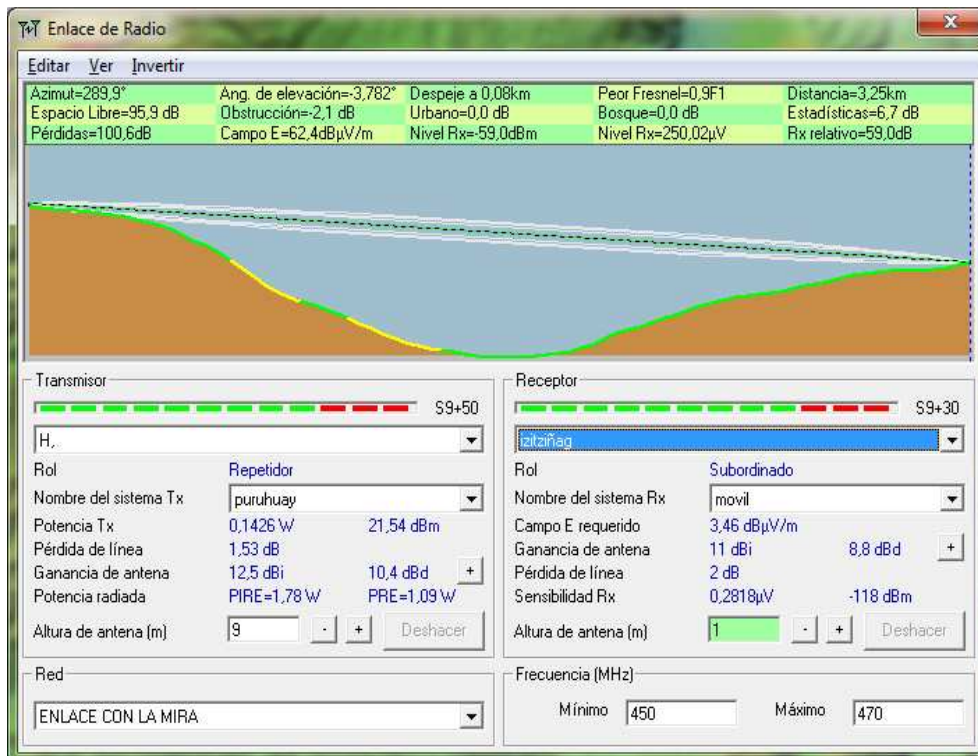 Enlace de Radio
Editar Ver Invertir
Azimut=289,9° Ang. de elevación=-3,782° Despeje a 0,08km Peor Fresnel=0,9F1 Distancia=3,25km
Espacio Libre=95,9 dB Obstrucción=-2,1 dB Urbano=0,0 dB Bosque=0,0 dB Estadísticas=6,7 dB
Pérdidas=100,6dB Campo E=62,4dBµV/m Nivel Rx=-59,0dBm Nivel Rx=250,02µV Rx relativo=59,0dB
Transmisor
S9+50
H,
Rol Repetidor
Nombre del sistema Tx puruhuay
Potencia Tx 0,1426 W 21,54 dBm
Pérdida de línea 1,53 dB
Ganancia de antena 12,5 dBi 10,4 dBd +
Potencia radiada PIRE=1,78 W PRE=1,09 W
Altura de antena (m) 9 - + Deshacer
Red
ENLACE CON LA MIRA
Receptor
S9+30
izitziñag
Rol Subordinado
Nombre del sistema Rx movil
Campo E requerido 3,46 dBµV/m
Ganancia de antena 11 dBi 8,8 dBd +
Pérdida de línea 2 dB
Sensibilidad Rx 0,2818µV -118 dBm
Altura de antena (m) 1 - + Deshacer
Frecuencia (MHz)
Mínimo 450 Máximo 470